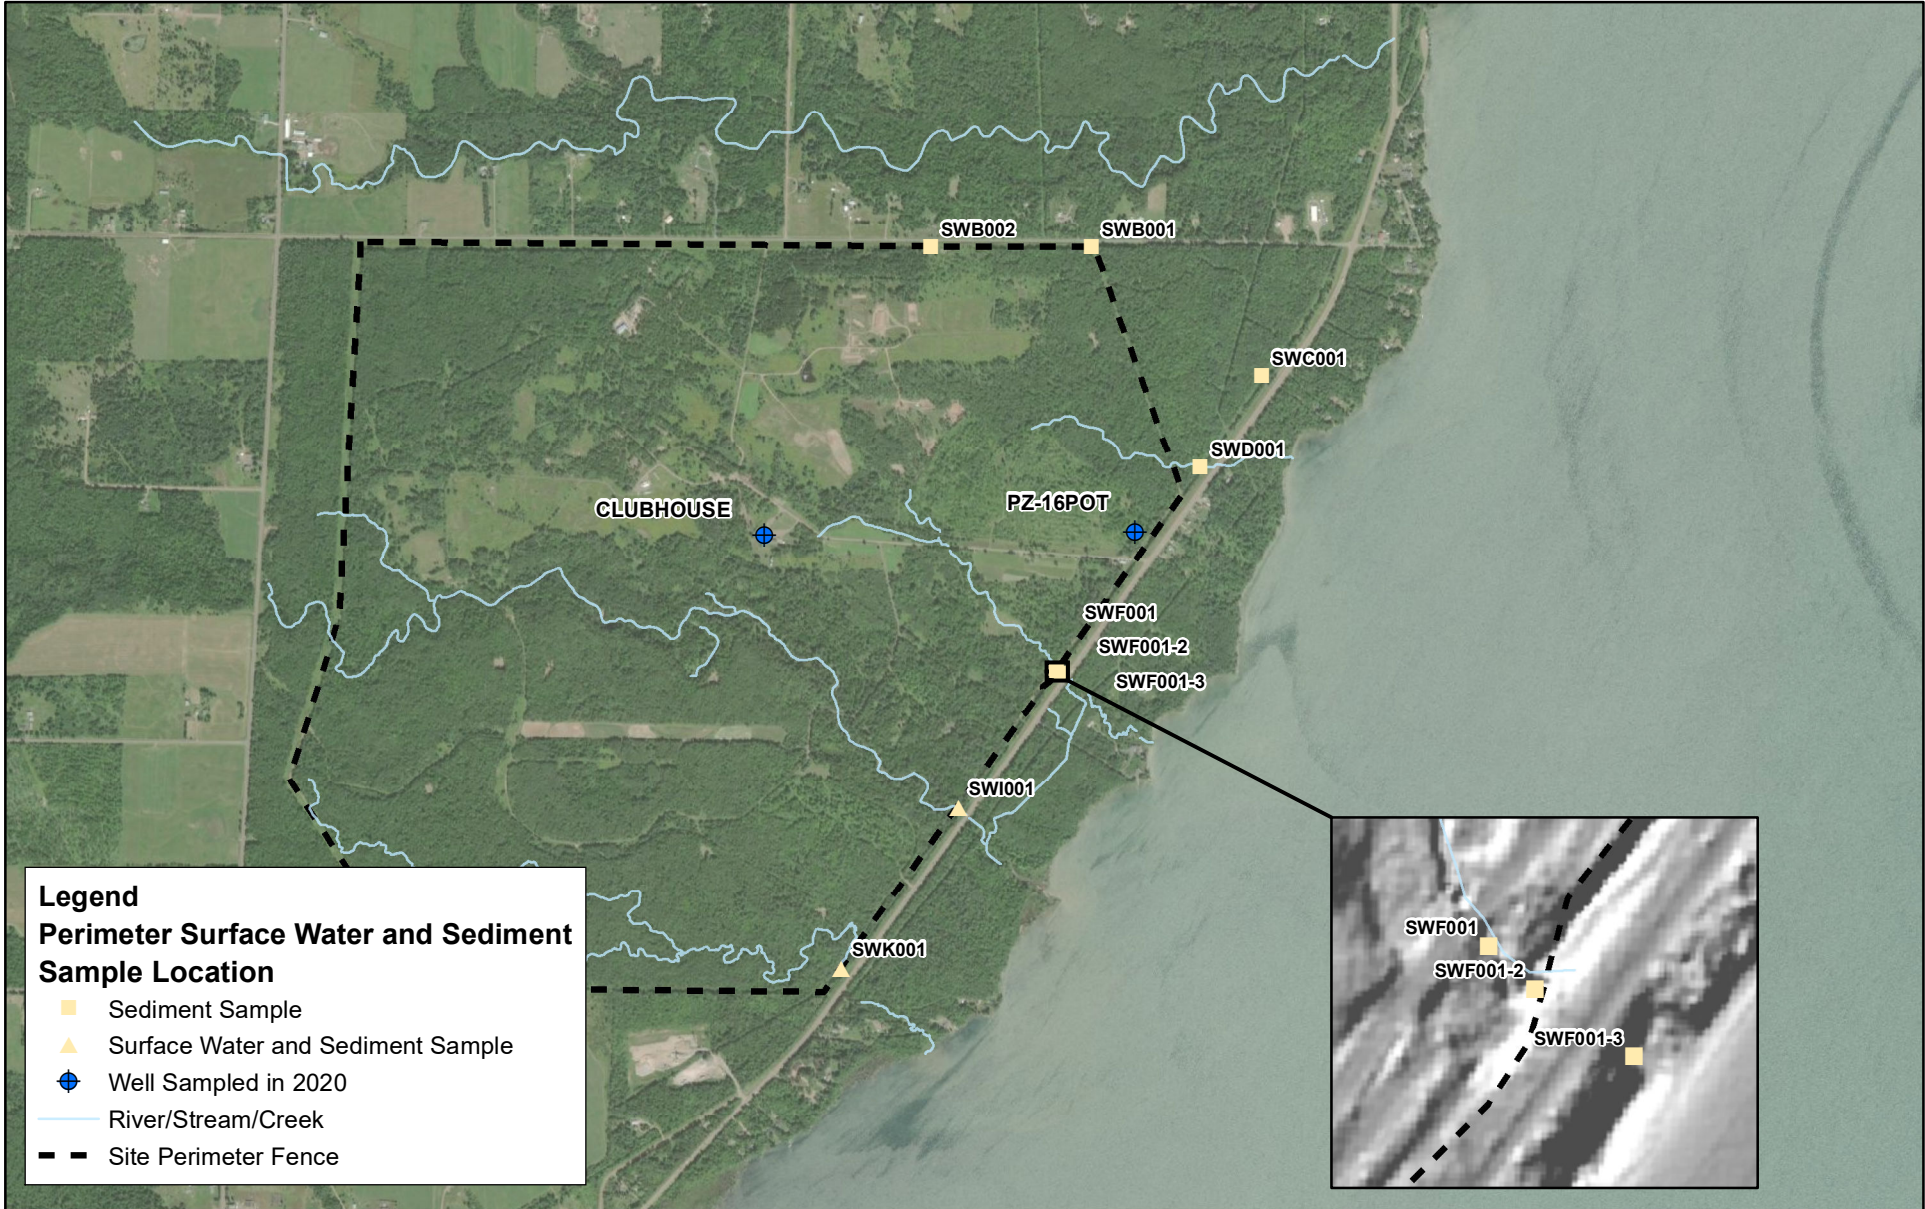 SWB002
SWB001
SWC001
SWD001
CLUBHOUSE
PZ-16POT
SWF001
SWF001-2
SWF001-3
SWI001
SWK001
Legend
Perimeter Surface Water and Sediment
Sample Location
Sediment Sample
Surface Water and Sediment Sample
Well Sampled in 2020
River/Stream/Creek
Site Perimeter Fence
SWF001
SWF001-2
SWF001-3